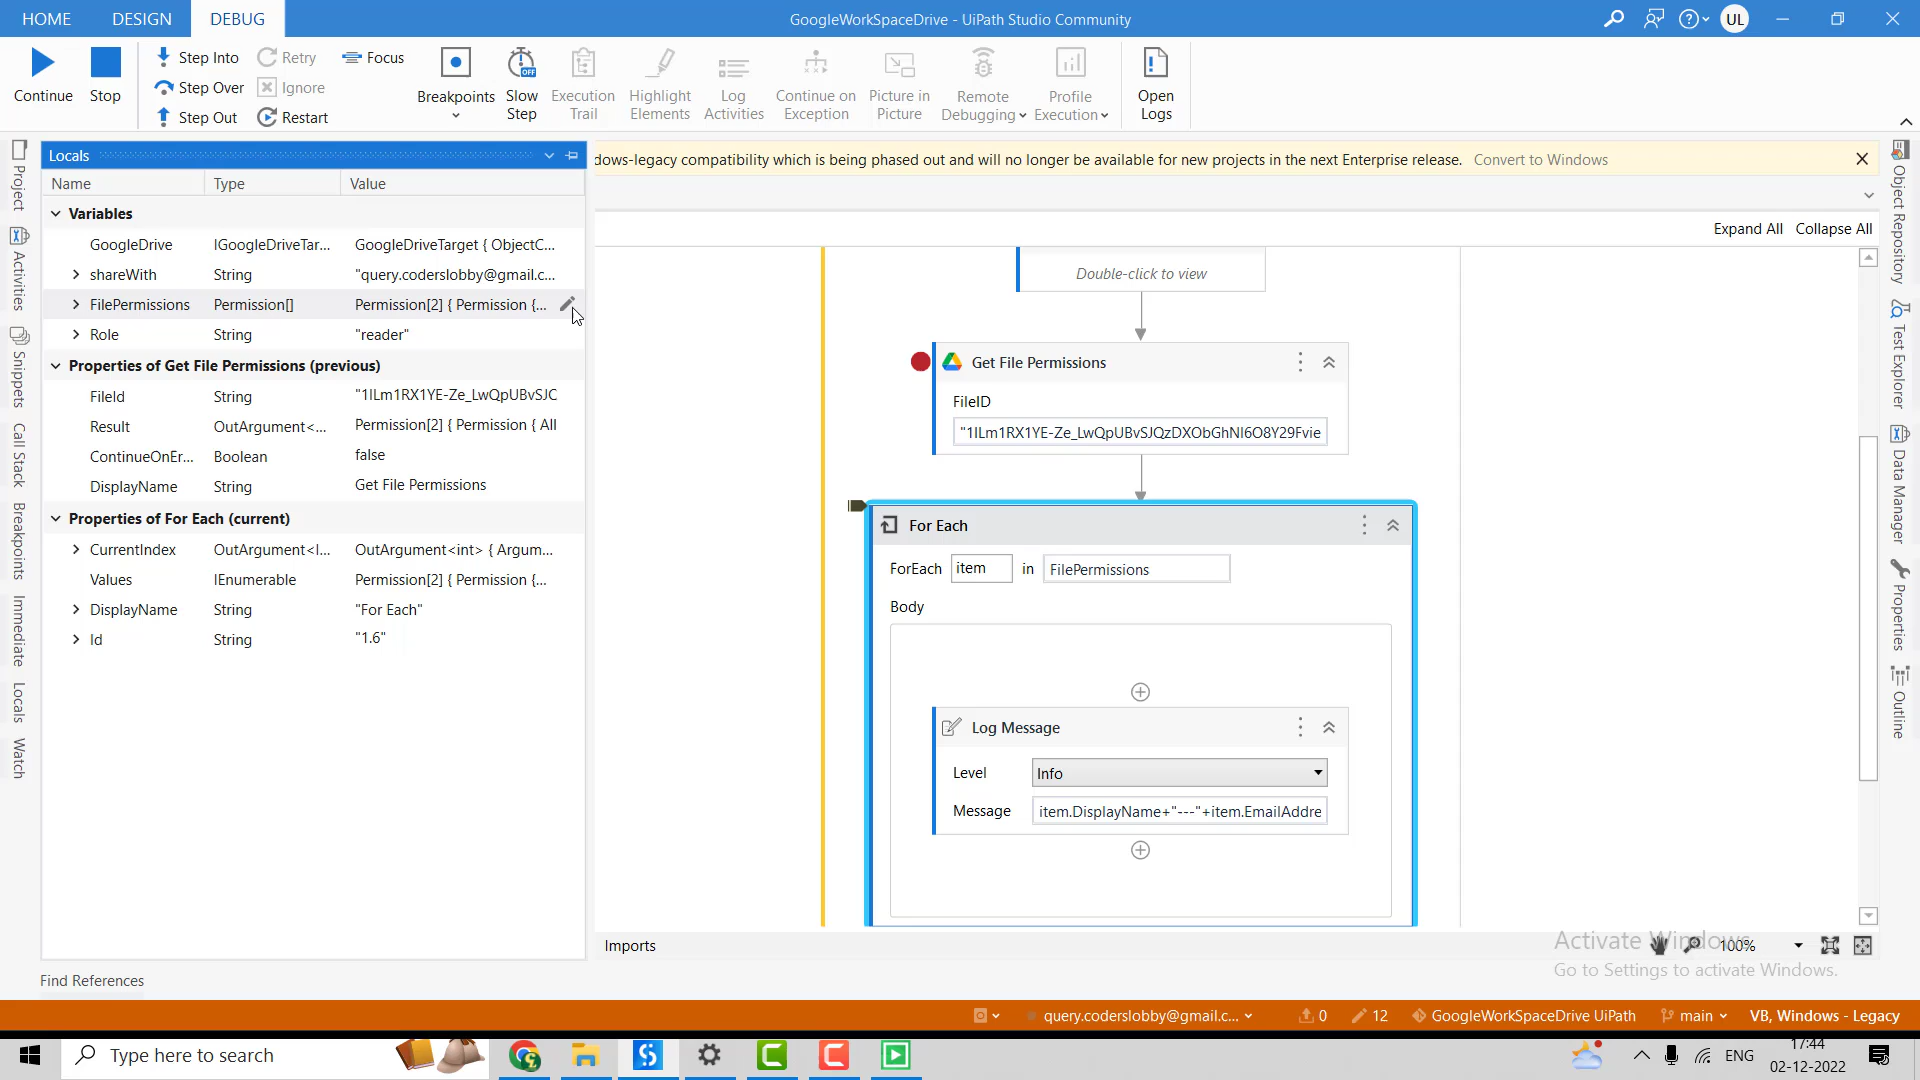 HOME DESIGN DEBUG GoogleWorkSpaceDrive - UiPath Studio Community UL
Continue Stop
Step Into Retry Focus
Step Over Ignore
Step Out Restart
Breakpoints
Slow Step OFF
Execution Trail
Highlight Elements
Log Activities
Continue on Exception
Picture in Picture
Remote Debugging
Profile Execution
Open Logs
Locals
dows-legacy compatibility which is being phased out and will no longer be available for new projects in the next Enterprise release. Convert to Windows
Name Type Value
Variables
GoogleDrive IGoogleDriveTar... GoogleDriveTarget { ObjectC...
shareWith String "query.coderslobby@gmail.c...
FilePermissions Permission[] Permission[2] { Permission {...
Role String "reader"
Properties of Get File Permissions (previous)
FileId String "1ILm1RX1YE-Ze_LwQpUBvSJC
Result OutArgument<... Permission[2] { Permission { All
ContinueOnEr... Boolean false
DisplayName String Get File Permissions
Properties of For Each (current)
CurrentIndex OutArgument<I... OutArgument<int> { Argum...
Values IEnumerable Permission[2] { Permission {...
DisplayName String "For Each"
Id String "1.6"
Project
Activities
Snippets
Call Stack
Breakpoints
Immediate
Locals
Watch
Expand All Collapse All
Double-click to view
Get File Permissions
FileID
"1ILm1RX1YE-Ze_LwQpUBvSJQzDXObGhNI6O8Y29Fvie
For Each
ForEach item in FilePermissions
Body
Log Message
Level Info
Message item.DisplayName+"---"+item.EmailAddre
Object Repository
Test Explorer
Data Manager
Properties
Outline
Imports 100%
Activate Windows
Go to Settings to activate Windows.
Find References
query.coderslobby@gmail.c... 0 12 GoogleWorkSpaceDrive UiPath main VB, Windows - Legacy
Type here to search ENG
17:44
02-12-2022